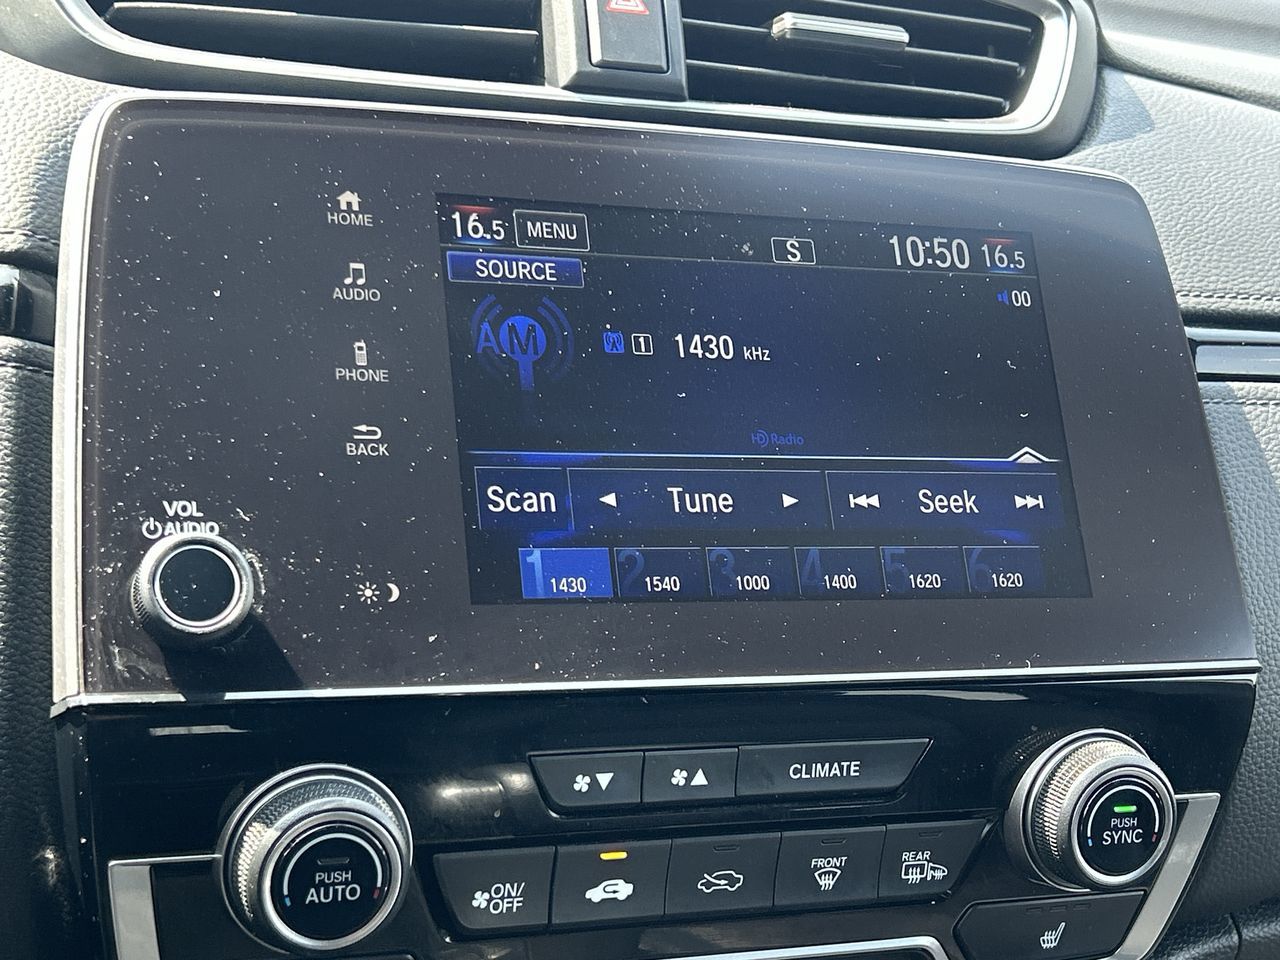 HOME
AUDIO
PHONE
BACK
VOL
AUDIO
16.5 MENU S 10:50 16.5
SOURCE
00
AM 1 1430 kHz
HD Radio
Scan Tune Seek
1 1430 2 1540 3 1000 4 1400 5 1620 6 1620
CLIMATE
PUSH
AUTO
ON/
OFF
FRONT
REAR
PUSH
SYNC